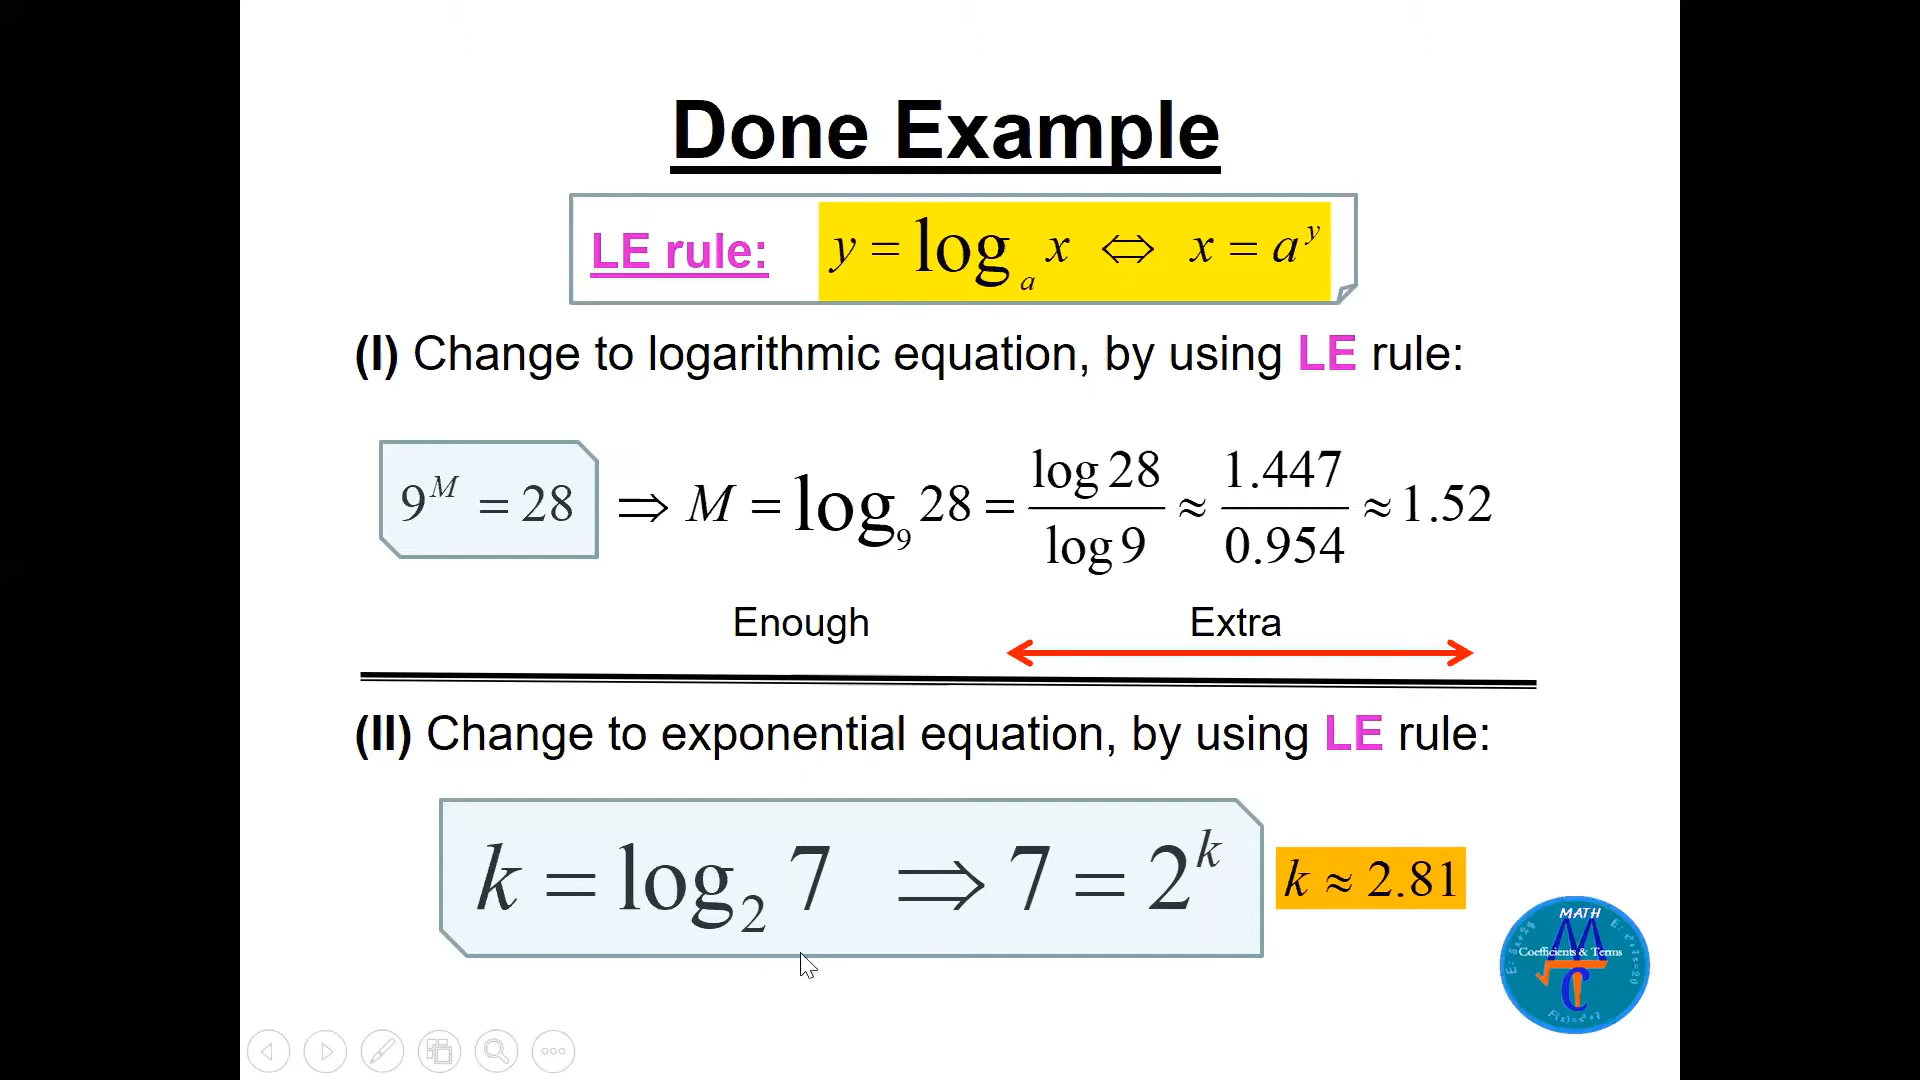 Done Example
LE rule: y = log_a x ⇔ x = a^y
(I) Change to logarithmic equation, by using LE rule:
9^M = 28 ⇒ M = log_9 28 = log 28 / log 9 ≈ 1.447 / 0.954 ≈ 1.52
Enough Extra
(II) Change to exponential equation, by using LE rule:
k = log_2 7 ⇒ 7 = 2^k k ≈ 2.81
MATH
Coefficients & Terms